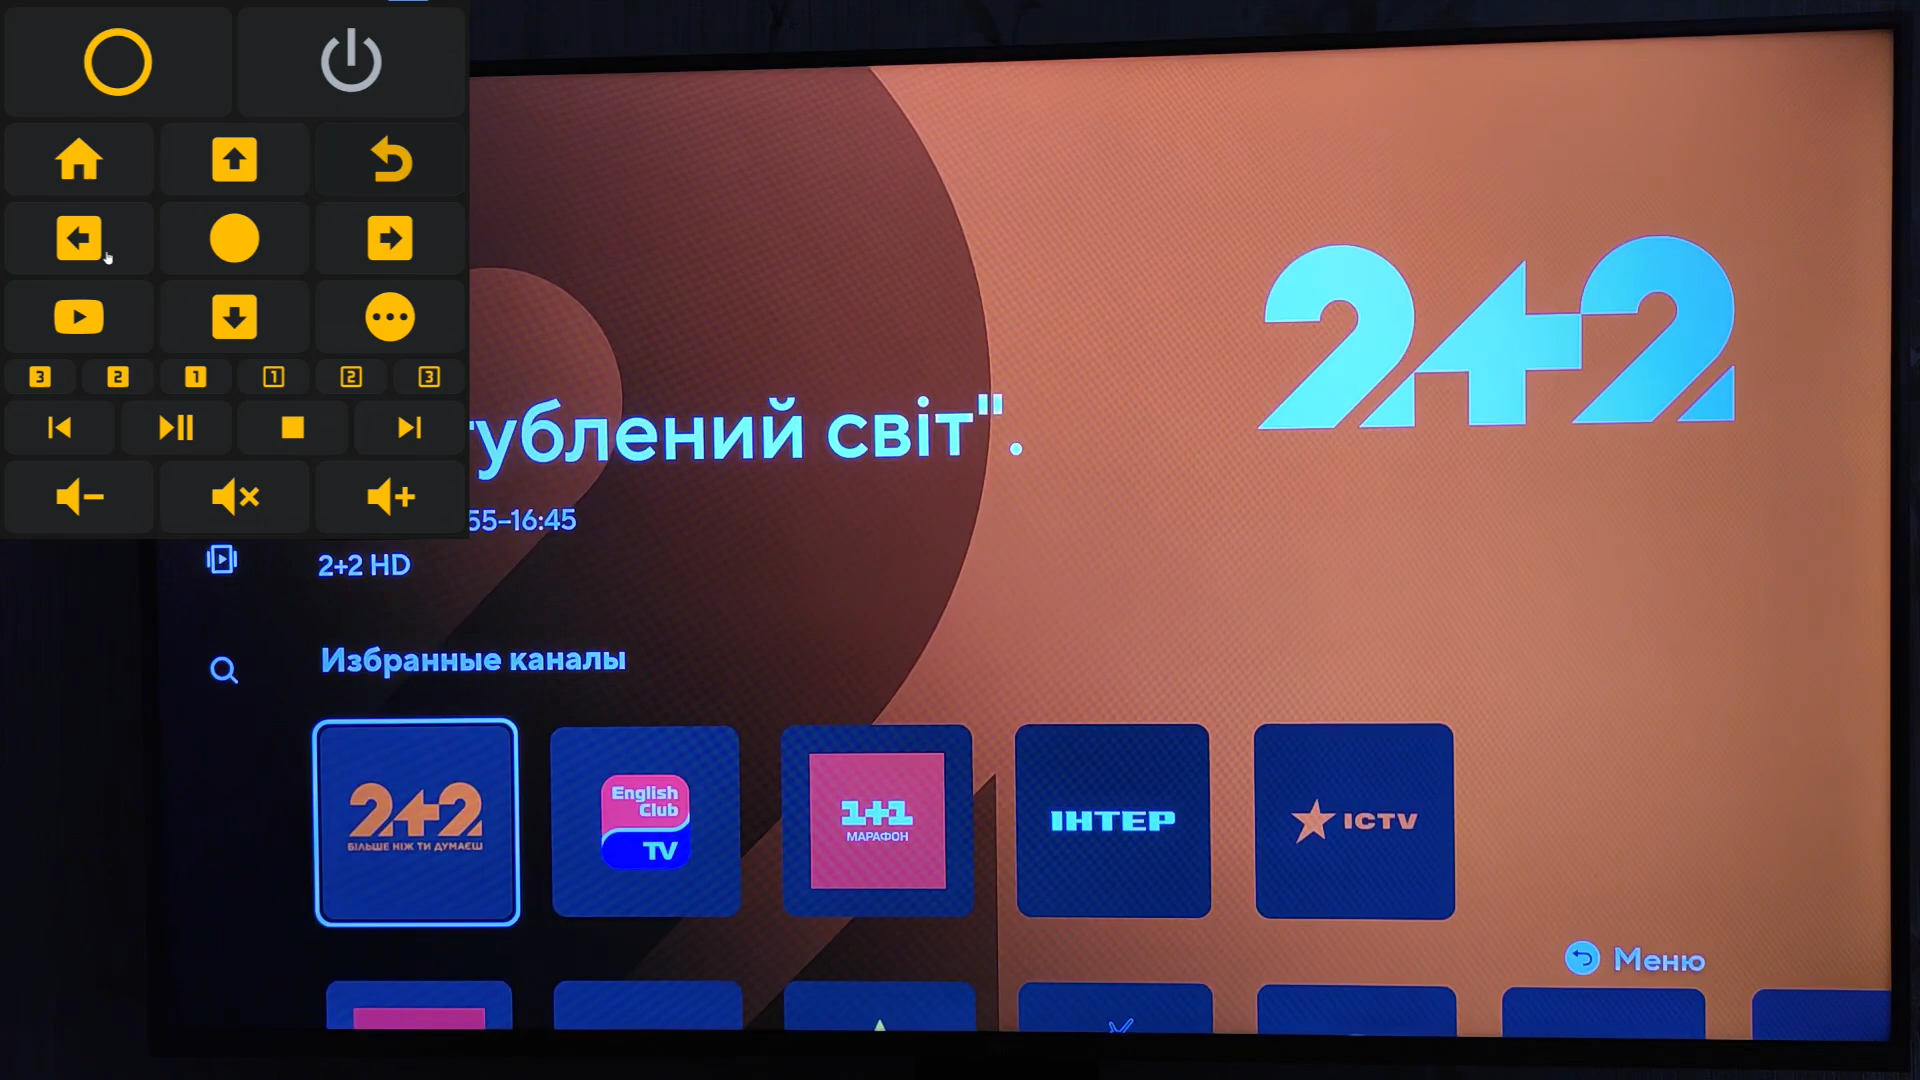 2+2
гублений світ".
55–16:45
2+2 HD
Избранные каналы
2+2
БІЛЬШЕ НІЖ ТИ ДУМАЄШ
English
Club
TV
1+1
МАРАФОН
ІНТЕР
ICTV
Меню
3 2 1 1 2 3